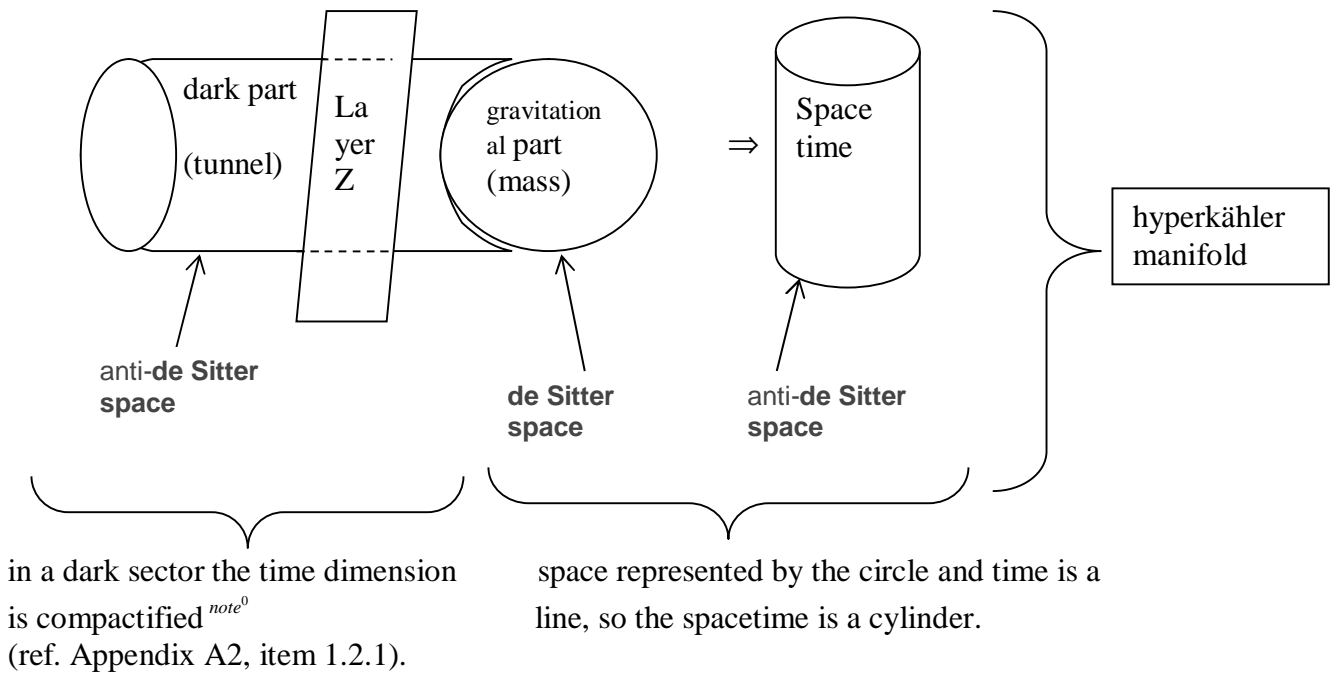 dark part
(tunnel)
La
yer
Z
gravitation
al part
(mass)
⇒
Space
time
hyperkähler
manifold
anti-de Sitter
space
de Sitter
space
anti-de Sitter
space
in a dark sector the time dimension
is compactified note⁰
(ref. Appendix A2, item 1.2.1).
space represented by the circle and time is a
line, so the spacetime is a cylinder.